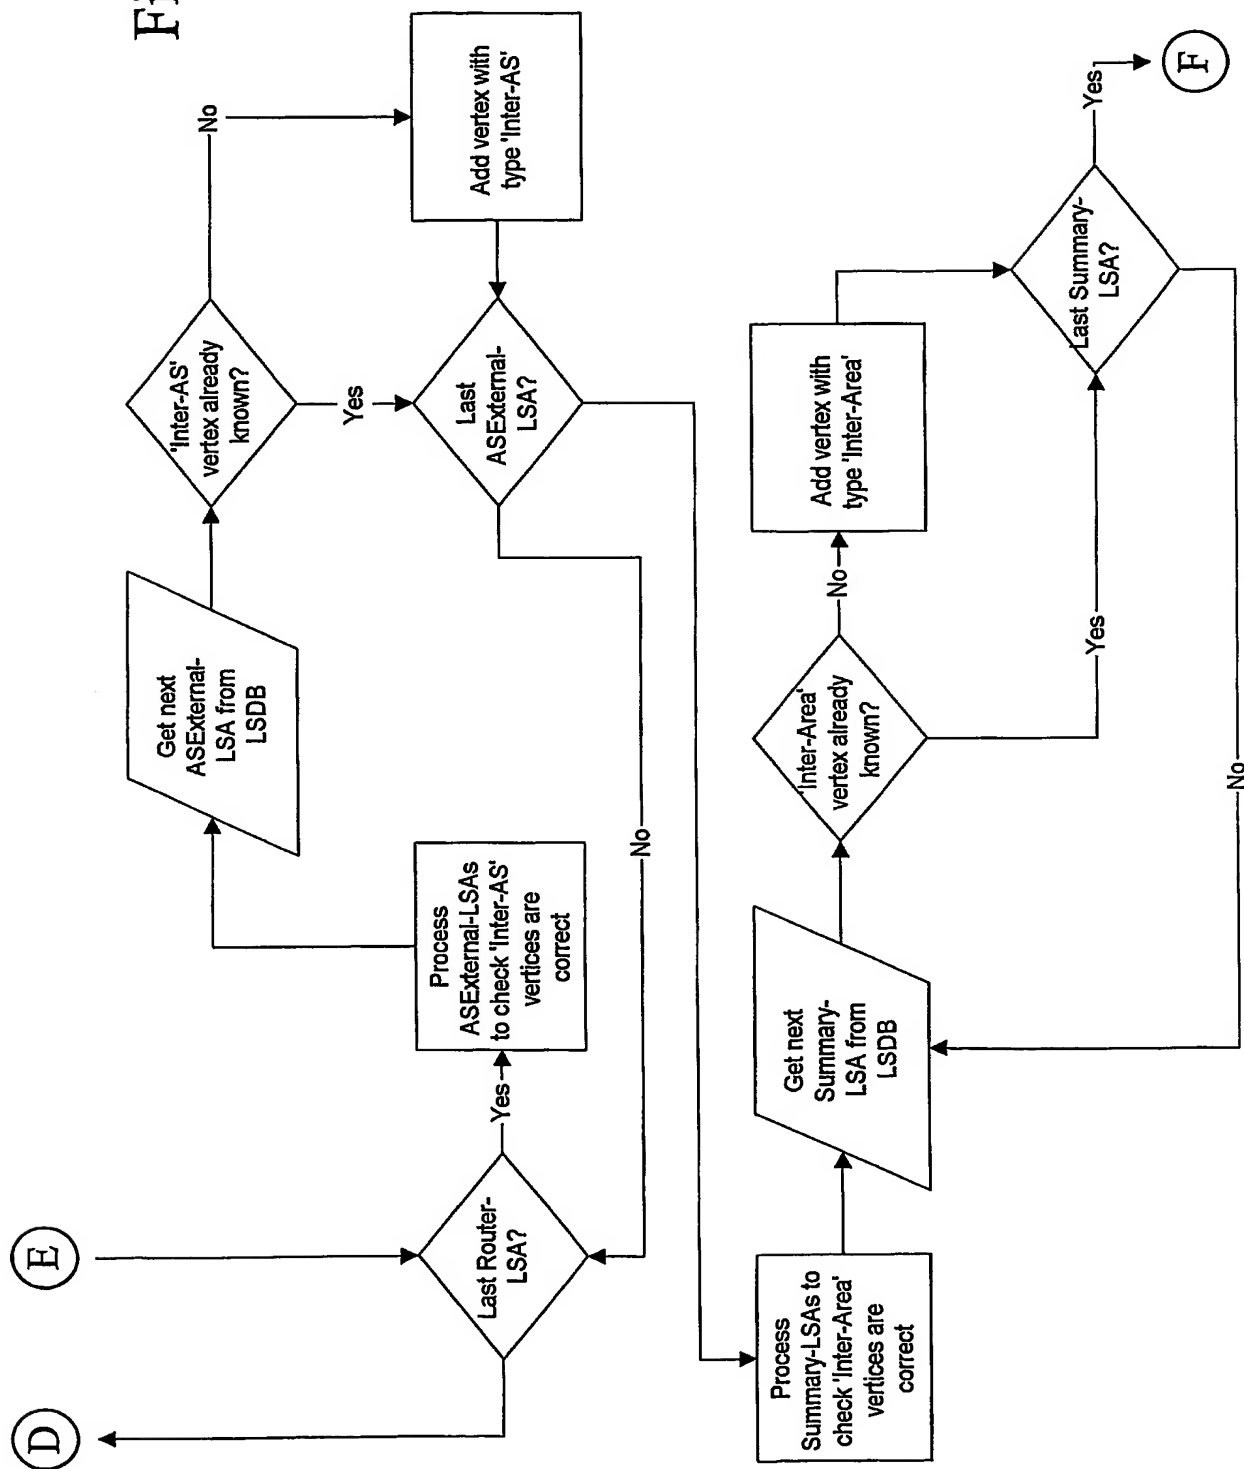 D
E
Last Router-
LSA?
Yes
Process
ASExternal-LSAs
to check 'Inter-AS'
vertices are
correct
Get next
ASExternal-
LSA from
LSDB
'Inter-AS'
vertex already
known?
No
Yes
Add vertex with
type 'Inter-AS'
Last
ASExternal-
LSA?
No
Process
Summary-LSAs to
check 'Inter-Area'
vertices are
correct
Get next
Summary-
LSA from
LSDB
'Inter-Area'
vertex already
known?
No
Yes
Add vertex with
type 'Inter-Area'
Last Summary-
LSA?
Yes
No
F